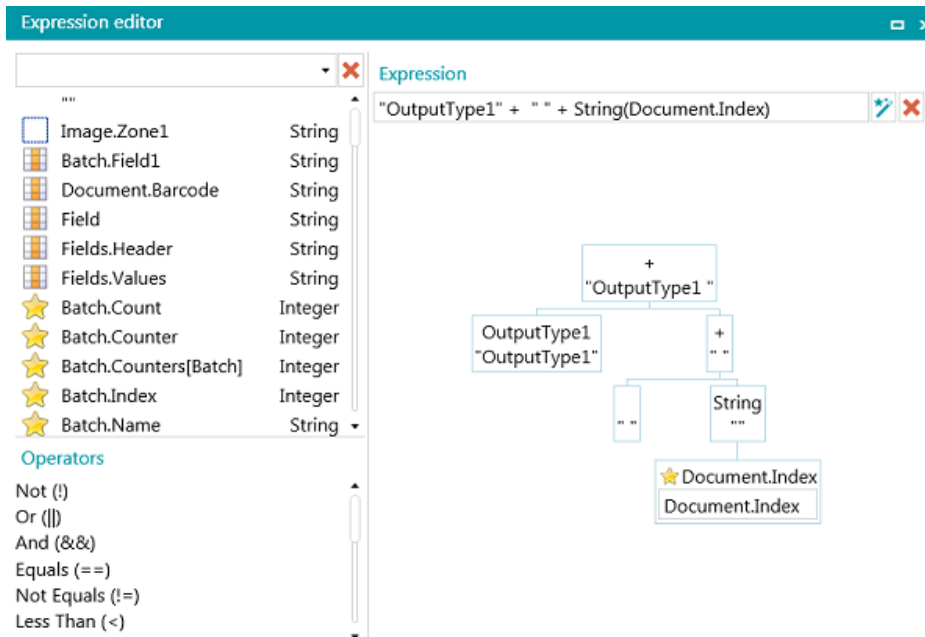 Expression editor
""
Image.Zone1 String
Batch.Field1 String
Document.Barcode String
Field String
Fields.Header String
Fields.Values String
Batch.Count Integer
Batch.Counter Integer
Batch.Counters[Batch] Integer
Batch.Index Integer
Batch.Name String
Operators
Not (!)
Or (||)
And (&&)
Equals (==)
Not Equals (!=)
Less Than (<)
Expression
"OutputType1" + " " + String(Document.Index)
+
"OutputType1 "
OutputType1
"OutputType1"
+
" "
" "
String
""
Document.Index
Document.Index